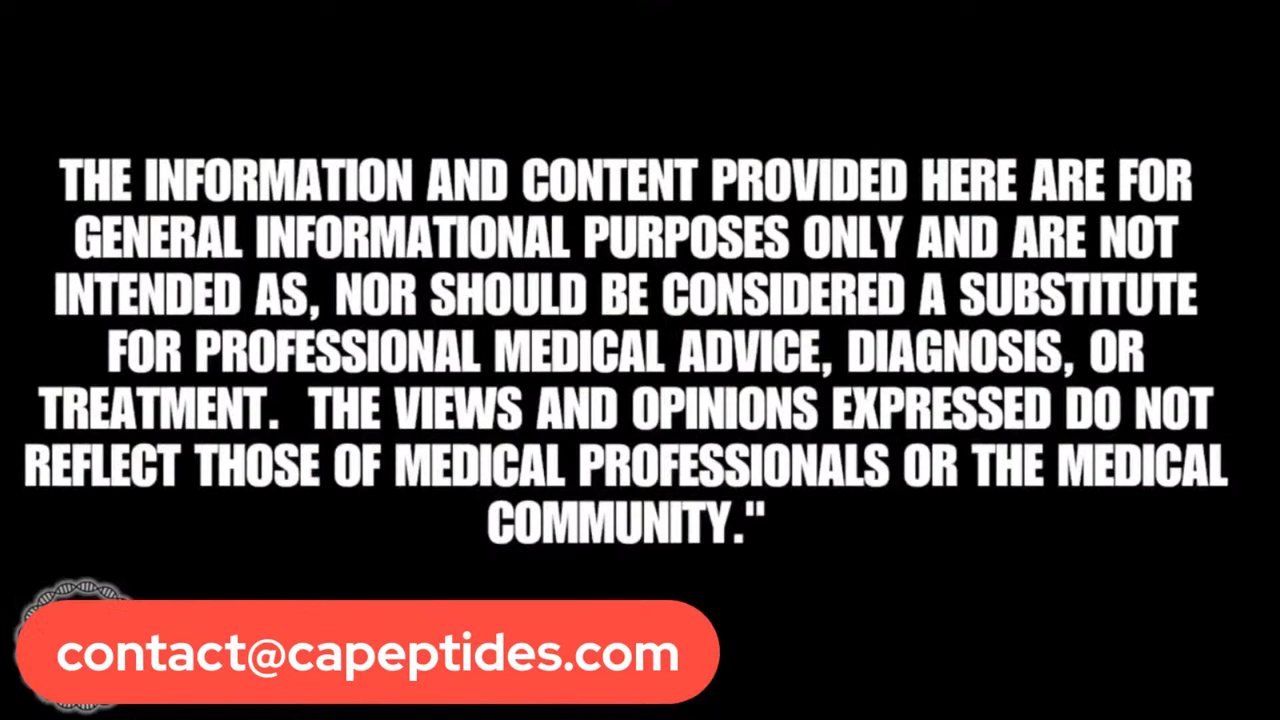 THE INFORMATION AND CONTENT PROVIDED HERE ARE FOR
GENERAL INFORMATIONAL PURPOSES ONLY AND ARE NOT
INTENDED AS, NOR SHOULD BE CONSIDERED A SUBSTITUTE
FOR PROFESSIONAL MEDICAL ADVICE, DIAGNOSIS, OR
TREATMENT.  THE VIEWS AND OPINIONS EXPRESSED DO NOT
REFLECT THOSE OF MEDICAL PROFESSIONALS OR THE MEDICAL
COMMUNITY."
contact@capeptides.com